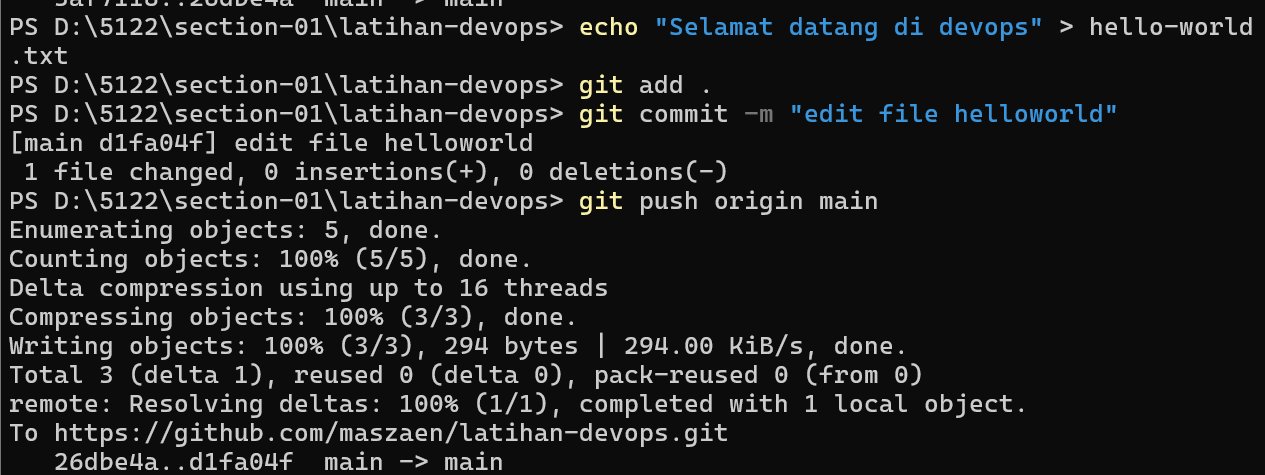 5af7118..26dbe4a  main -> main
PS D:\5122\section-01\latihan-devops> echo "Selamat datang di devops" > hello-world
.txt
PS D:\5122\section-01\latihan-devops> git add .
PS D:\5122\section-01\latihan-devops> git commit -m "edit file helloworld"
[main d1fa04f] edit file helloworld
 1 file changed, 0 insertions(+), 0 deletions(-)
PS D:\5122\section-01\latihan-devops> git push origin main
Enumerating objects: 5, done.
Counting objects: 100% (5/5), done.
Delta compression using up to 16 threads
Compressing objects: 100% (3/3), done.
Writing objects: 100% (3/3), 294 bytes | 294.00 KiB/s, done.
Total 3 (delta 1), reused 0 (delta 0), pack-reused 0 (from 0)
remote: Resolving deltas: 100% (1/1), completed with 1 local object.
To https://github.com/maszaen/latihan-devops.git
   26dbe4a..d1fa04f  main -> main